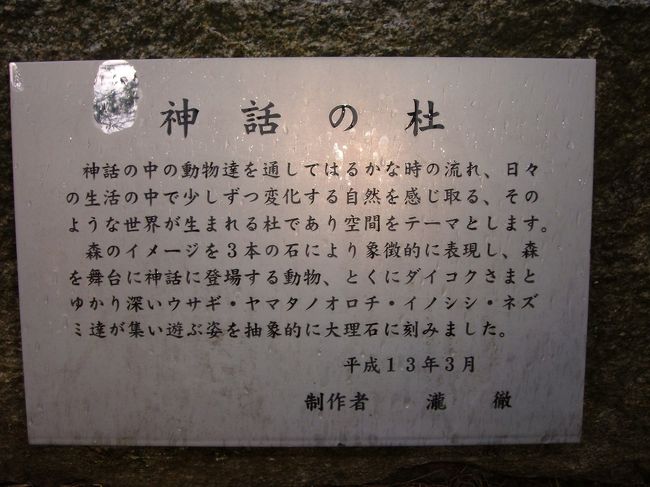 神話の杜
神話の中の動物達を通してはるかな時の流れ、日々
の生活の中で少しずつ変化する自然を感じ取る、その
ような世界が生まれる杜であり空間をテーマとします。
森のイメージを３本の石により象徴的に表現し、森
を舞台に神話に登場する動物、とくにダイコクさまと
ゆかり深いウサギ・ヤマタノオロチ・イノシシ・ネズ
ミ達が集い遊ぶ姿を抽象的に大理石に刻みました。
平成１３年３月
制作者　瀧　徹